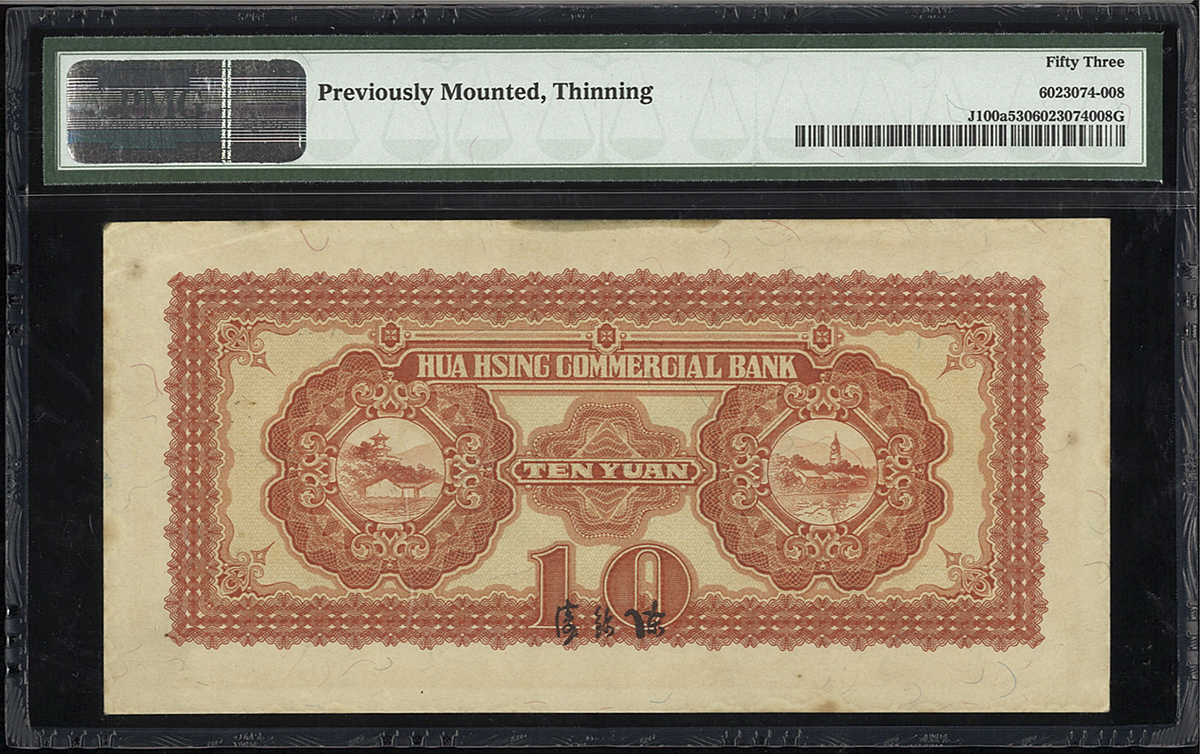 Previously Mounted, Thinning
Fifty Three
6023074-008
J100a5306023074008G
HUA HSING COMMERCIAL BANK
TEN YUAN
10